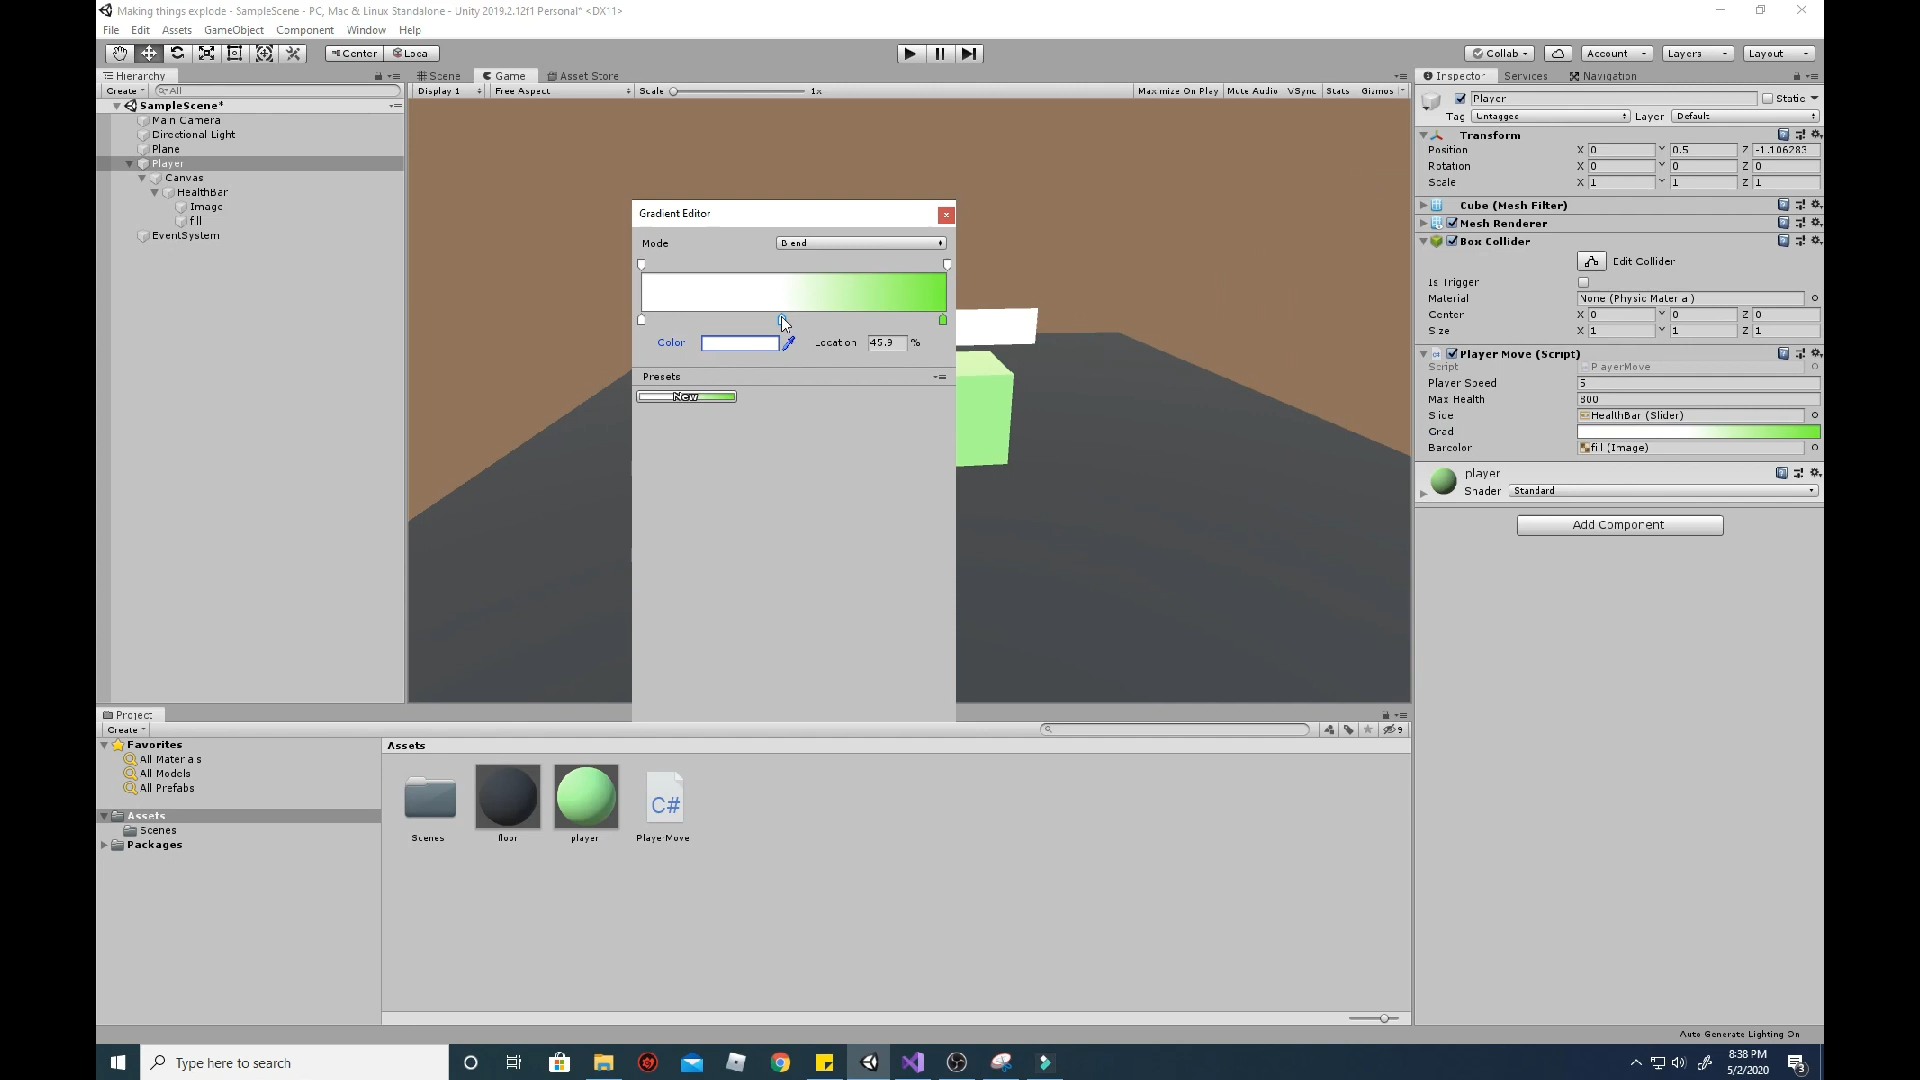 Making things explode - SampleScene - PC, Mac & Linux Standalone - Unity 2019.2.12f1 Personal* <DX11>
File Edit Assets GameObject Component Window Help
Center Loca Collab Account Layers Layout
Hierarchy Scene Game Asset Store Inspector Services Navigation
Create All Display 1 Free Aspect Scale 1x Maximize On Play Mute Audio VSync Stats Gizmos
SampleScene*
Main Camera
Directional Light
Plane
Player
Canvas
HealthBar
Image
fill
EventSystem
Gradient Editor
Mode Blend
Color Location 45.9 %
Presets
New
Player Static
Tag Untagged Layer Default
Transform
Position X 0 Y 0.5 Z -1.106283
Rotation X 0 Y 0 Z 0
Scale X 1 Y 1 Z 1
Cube (Mesh Filter)
Mesh Renderer
Box Collider
Edit Collider
Is Trigger
Material None (Physic Material)
Center X 0 Y 0 Z 0
Size X 1 Y 1 Z 1
Player Move (Script)
Script PlayerMove
Player Speed 5
Max Health 800
Slide HealthBar (Slider)
Grad
Barcolor fill (Image)
player
Shader Standard
Add Component
Project
Create 9
Favorites
All Materials
All Models
All Prefabs
Assets
Scenes
Packages
Assets
Scenes floor player PlayerMove
C#
Auto Generate Lighting On
Type here to search
8:38 PM
5/2/2020
3